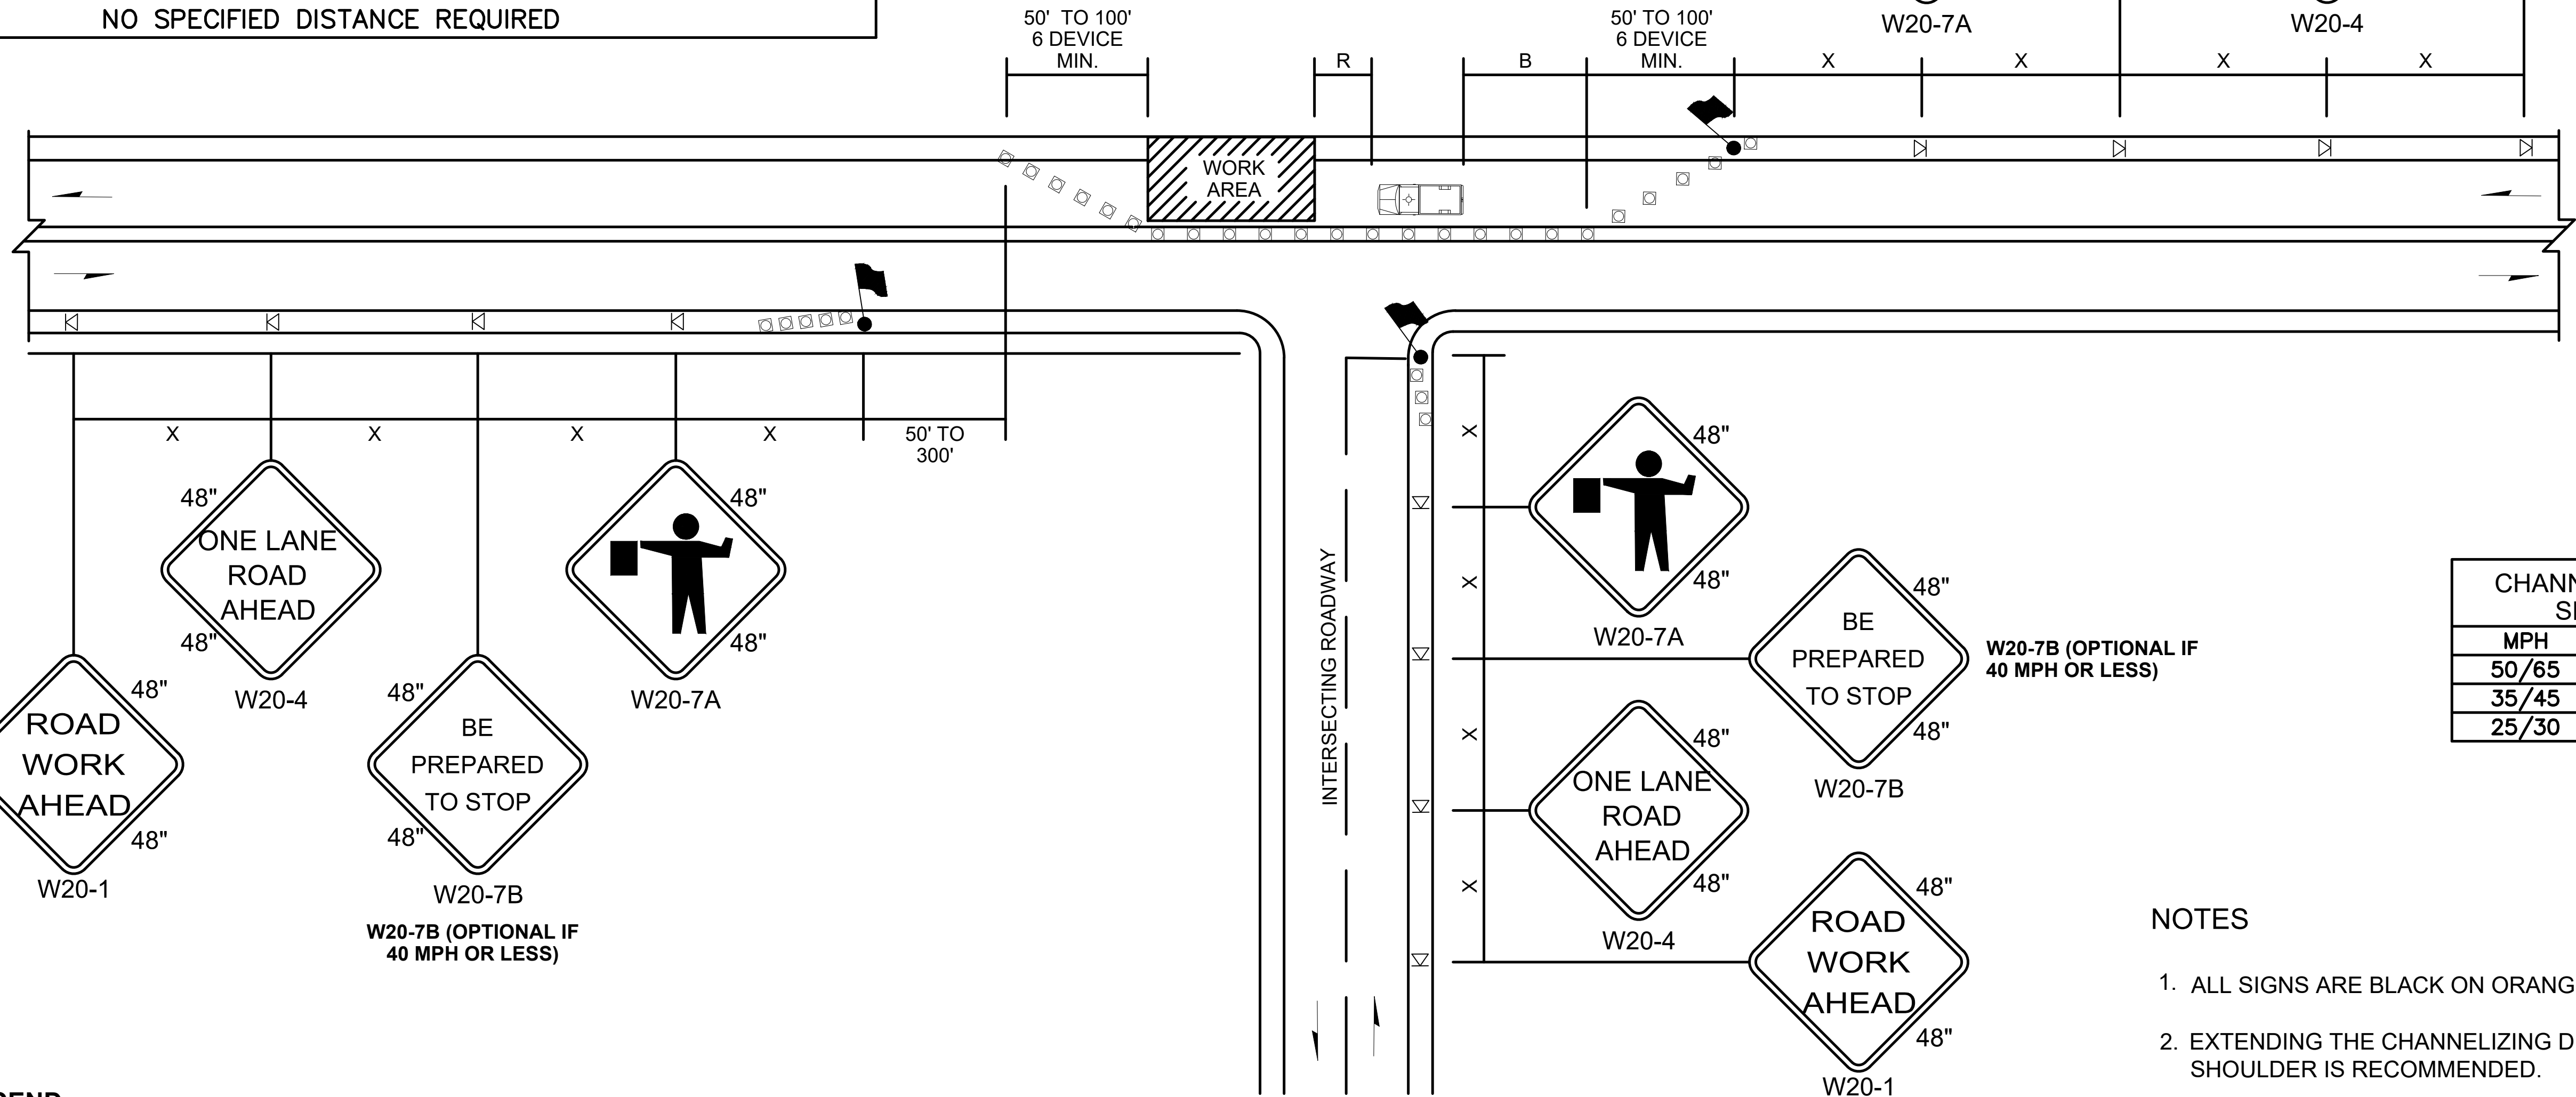 NO SPECIFIED DISTANCE REQUIRED
50' TO 100'
6 DEVICE
MIN.
R
B
50' TO 100'
6 DEVICE
MIN.
W20-7A
W20-4
X
X
X
X
WORK
AREA
X
X
X
X
50' TO
300'
48"
ONE LANE
ROAD
AHEAD
48"
W20-4
48"
48"
W20-7A
48"
ROAD
WORK
AHEAD
48"
W20-1
48"
BE
PREPARED
TO STOP
48"
W20-7B
W20-7B (OPTIONAL IF
40 MPH OR LESS)
INTERSECTING ROADWAY
X
X
X
X
48"
48"
W20-7A
48"
BE
PREPARED
TO STOP
48"
W20-7B
W20-7B (OPTIONAL IF
40 MPH OR LESS)
48"
ONE LANE
ROAD
AHEAD
48"
W20-4
48"
ROAD
WORK
AHEAD
48"
W20-1
MPH
50/65
35/45
25/30
NOTES
1. ALL SIGNS ARE BLACK ON
2. EXTENDING THE CHANNELIZING
SHOULDER IS RECOMMENDED.